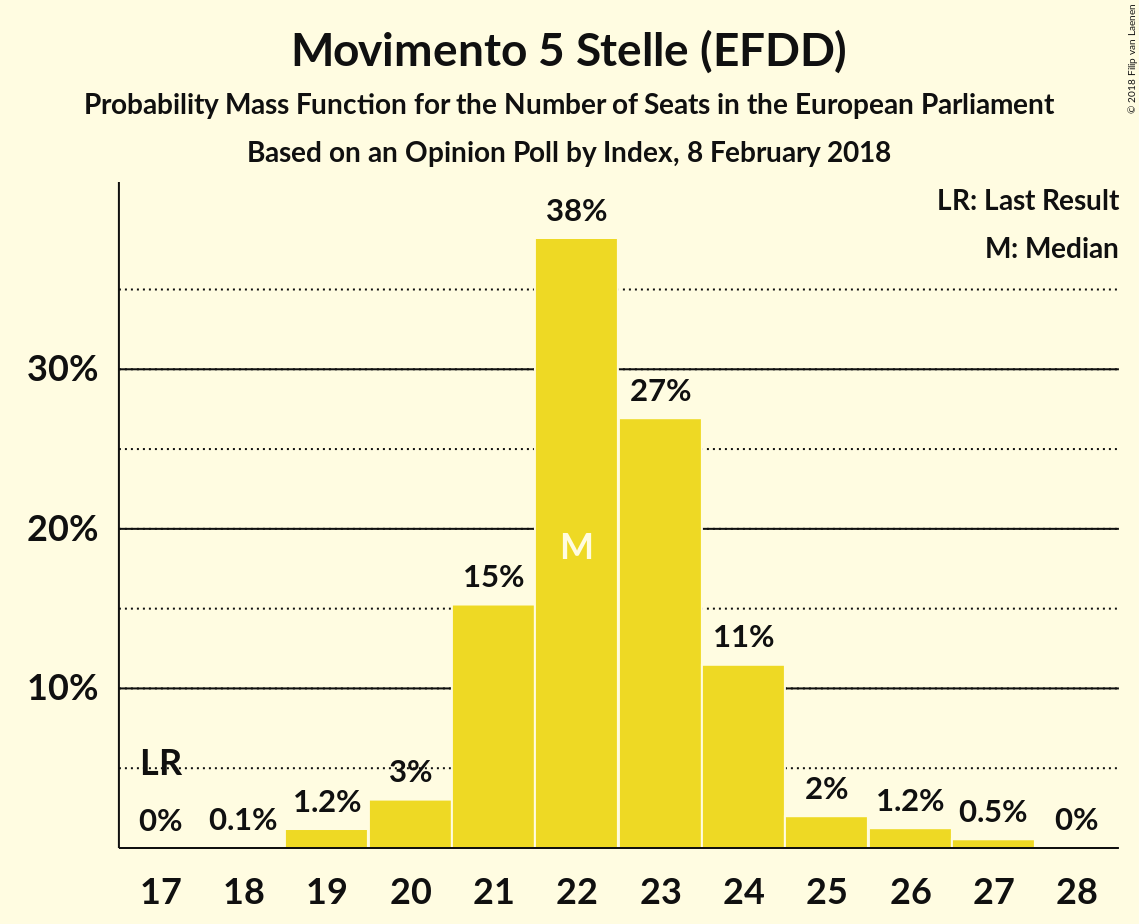 Movimento 5 Stelle (EFDD)
Probability Mass Function for the Number of Seats in the European Parliament
Based on an Opinion Poll by Index, 8 February 2018
© 2018 Filip van Laenen
LR: Last Result
M: Median
38%
30%
27%
20%
M
15%
11%
10%
LR
3%
2%
0%
0.1%
1.2%
1.2%
0.5%
0%
17 18 19 20 21 22 23 24 25 26 27 28